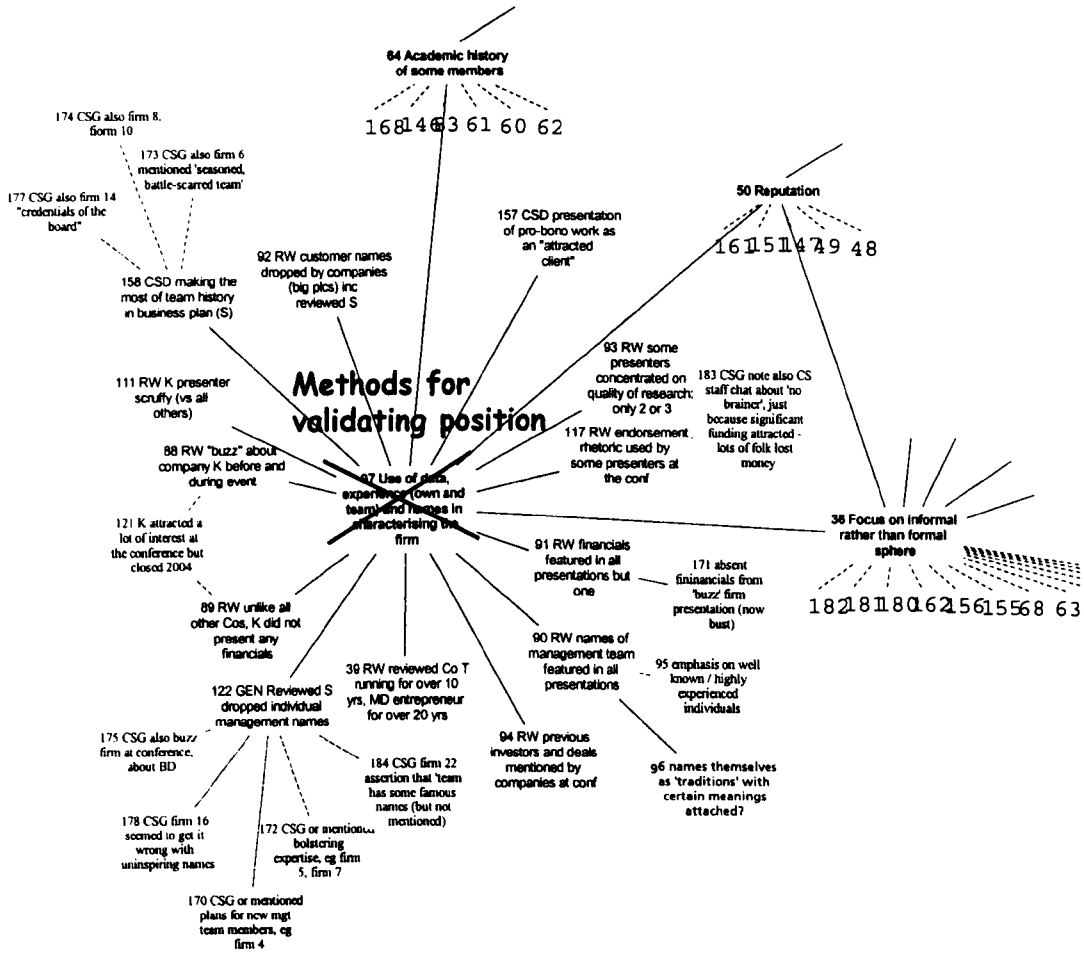 64 Academic history
of some members
168 146 63 61 60 62
174 CSG also firm 8,
fiorm 10
173 CSG also firm 6
mentioned 'seasoned,
battle-scarred team'
177 CSG also firm 14
"credentials of the
board"
50 Reputation
161 151 147 49 48
157 CSD presentation
of pro-bono work as
an "attracted
client"
92 RW customer names
dropped by companies
(big plcs) inc
reviewed S
158 CSD making the
most of team history
in business plan (S)
93 RW some
presenters
concentrated on
quality of research:
only 2 or 3
183 CSG note also CS
staff chat about 'no
brainer', just
because significant
funding attracted -
lots of folk lost
money
Methods for
validating position
111 RW K presenter
scruffy (vs all
others)
117 RW endorsement
rhetoric used by
some presenters at
the conf
88 RW "buzz" about
company K before and
during event
97 Use of data,
experience (own and
team) and names in
characterising the
firm
121 K attracted a
lot of interest at
the conference but
closed 2004
36 Focus on informal
rather than formal
sphere
182 181 180 162 156 155 68 63
91 RW financials
featured in all
presentations but
one
171 absent
fininancials from
'buzz' firm
presentation (now
bust)
89 RW unlike all
other Cos, K did not
present any
financials
90 RW names of
management team
featured in all
presentations
95 emphasis on well
known / highly
experienced
individuals
39 RW reviewed Co T
running for over 10
yrs, MD entrepreneur
for over 20 yrs
122 GEN Reviewed S
dropped individual
management names
94 RW previous
investors and deals
mentioned by
companies at conf
96 names themselves
as 'traditions' with
certain meanings
attached?
175 CSG also buzz
firm at conference,
about BD
184 CSG firm 22
assertion that 'team
has some famous
names (but not
mentioned)
178 CSG firm 16
seemed to get it
wrong with
uninspiring names
172 CSG or mentioned
bolstering
expertise, eg firm
5, firm 7
170 CSG or mentioned
plans for new mgt
team members, eg
firm 4